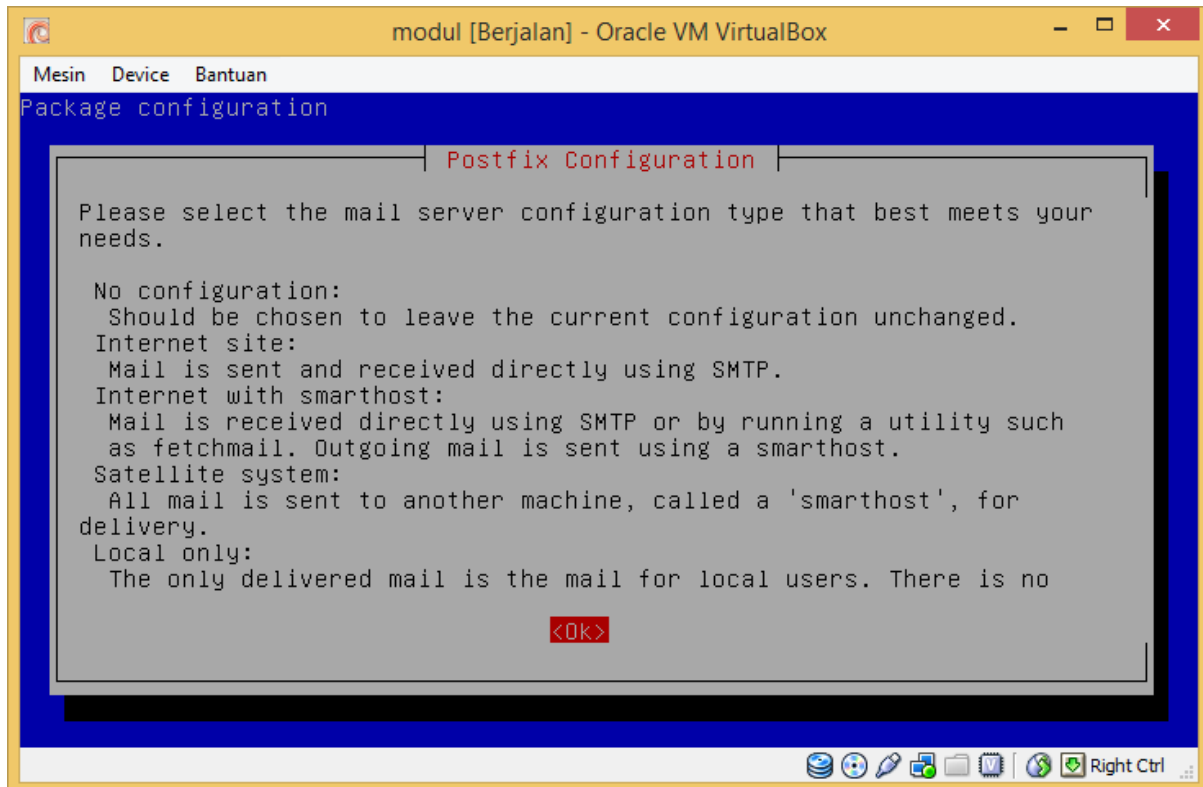 modul [Berjalan] - Oracle VM VirtualBox
Mesin Device Bantuan
Package configuration
Postfix Configuration
Please select the mail server configuration type that best meets your
needs.
No configuration:
Should be chosen to leave the current configuration unchanged.
Internet site:
Mail is sent and received directly using SMTP.
Internet with smarthost:
Mail is received directly using SMTP or by running a utility such
as fetchmail. Outgoing mail is sent using a smarthost.
Satellite system:
All mail is sent to another machine, called a 'smarthost', for
delivery.
Local only:
The only delivered mail is the mail for local users. There is no
<Ok>
Right Ctrl